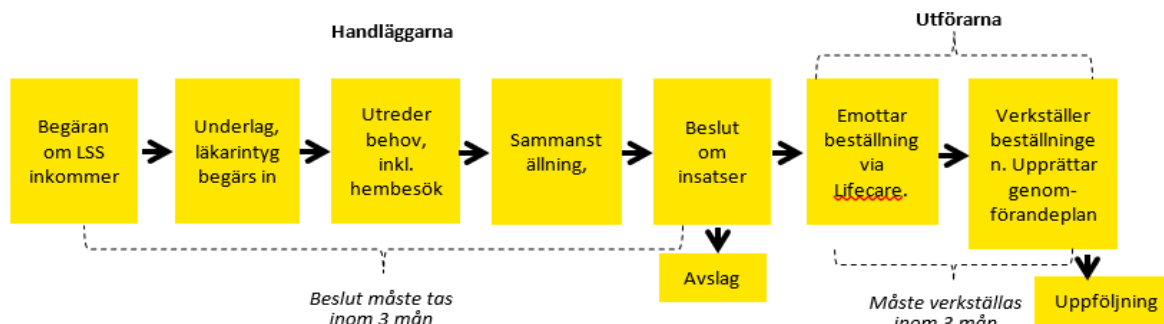 Utförarna
Handläggarna
Begäran
om LSS
inkommer
Underlag,
läkarintyg
begärs in
Utreder
behov,
inkl.
hembesök
Sammanst
ällning,
Beslut
om
insatser
Emottar
beställning
via
Lifecare.
Verkställer
beställninge
n. Upprättar
genom-
förandeplan
Avslag
Uppföljning
Beslut måste tas
inom 3 mån
Måste verkställas
inom 3 mån